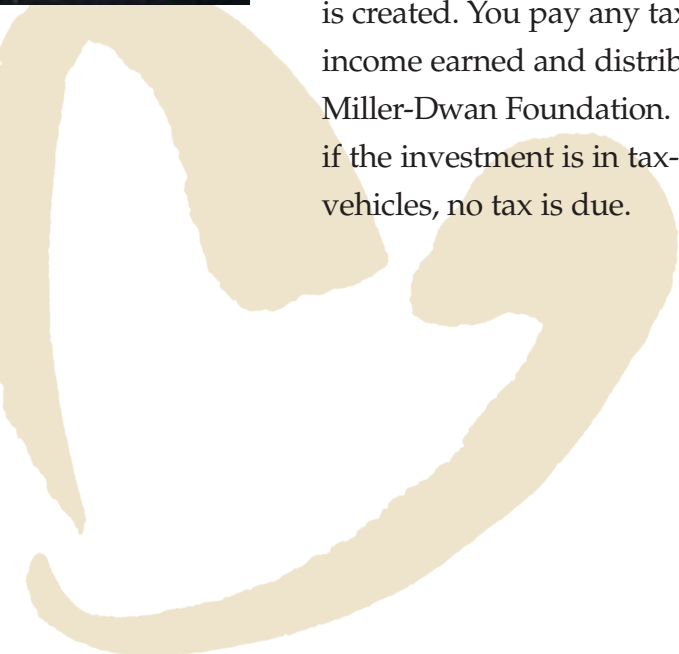 is created. You pay any tax
income earned and distrib
Miller-Dwan Foundation.
if the investment is in tax-
vehicles, no tax is due.